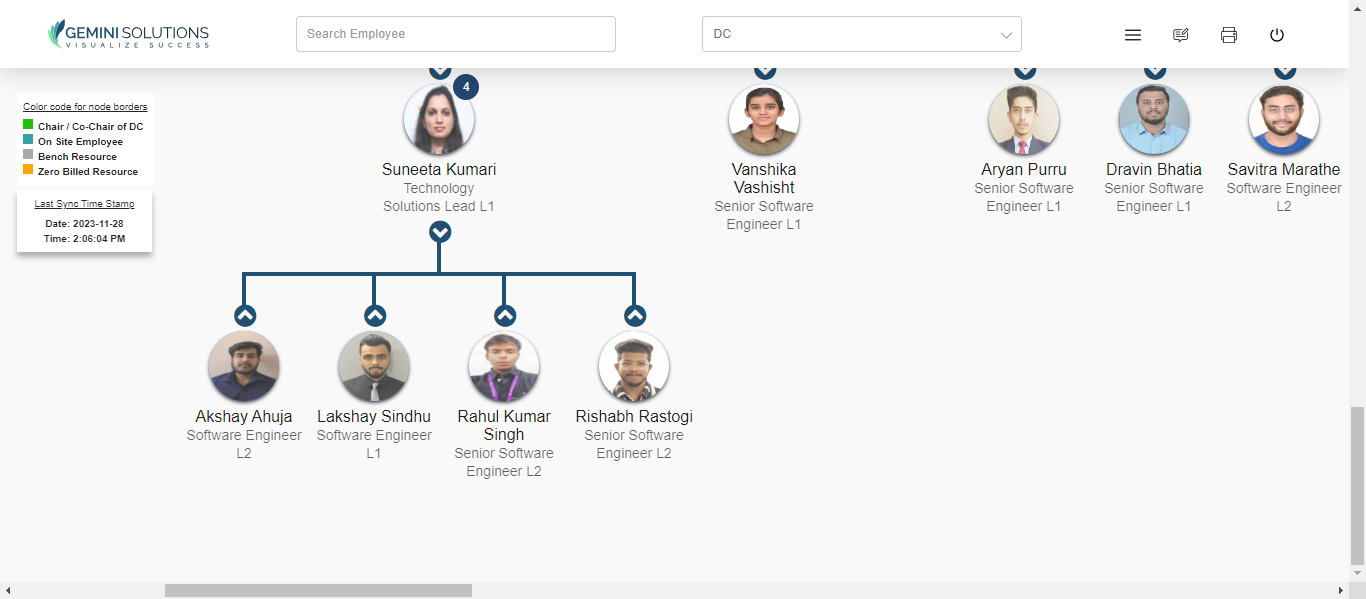 GEMINI SOLUTIONS
VISUALIZE SUCCESS
Search Employee
DC
Color code for node borders
Chair / Co-Chair of DC
On Site Employee
Bench Resource
Zero Billed Resource
Last Sync Time Stamp
Date: 2023-11-28
Time: 2:06:04 PM
4
Suneeta Kumari
Technology
Solutions Lead L1
Vanshika
Vashisht
Senior Software
Engineer L1
Aryan Purru
Senior Software
Engineer L1
Dravin Bhatia
Senior Software
Engineer L1
Savitra Marathe
Software Engineer
L2
Akshay Ahuja
Software Engineer
L2
Lakshay Sindhu
Software Engineer
L1
Rahul Kumar
Singh
Senior Software
Engineer L2
Rishabh Rastogi
Senior Software
Engineer L2